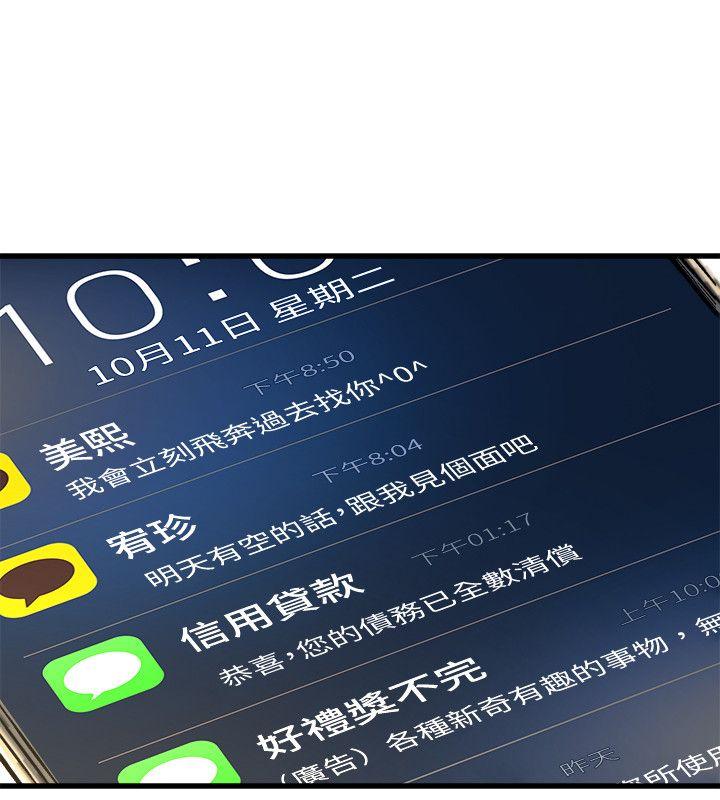 10:0
10月11日 星期二
美熙 下午8:50
我會立刻飛奔過去找你^0^
宥珍 下午8:04
明天有空的話，跟我見個面吧
信用貸款 下午01:17
恭喜，您的債務已全數清償
好禮獎不完 上午10:0
（廣告）各種新奇有趣的事物，無
昨天
您所使用